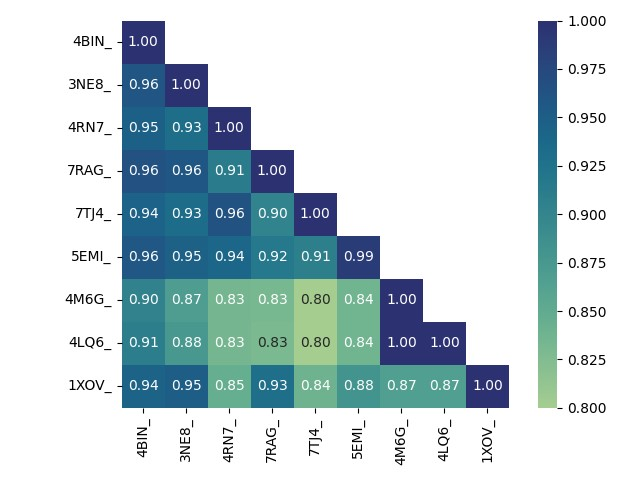 4BIN_ 1.00
3NE8_ 0.96 1.00
4RN7_ 0.95 0.93 1.00
7RAG_ 0.96 0.96 0.91 1.00
7TJ4_ 0.94 0.93 0.96 0.90 1.00
5EMI_ 0.96 0.95 0.94 0.92 0.91 0.99
4M6G_ 0.90 0.87 0.83 0.83 0.80 0.84 1.00
4LQ6_ 0.91 0.88 0.83 0.83 0.80 0.84 1.00 1.00
1XOV_ 0.94 0.95 0.85 0.93 0.84 0.88 0.87 0.87 1.00
4BIN_ 3NE8_ 4RN7_ 7RAG_ 7TJ4_ 5EMI_ 4M6G_ 4LQ6_ 1XOV_
1.000
0.975
0.950
0.925
0.900
0.875
0.850
0.825
0.800